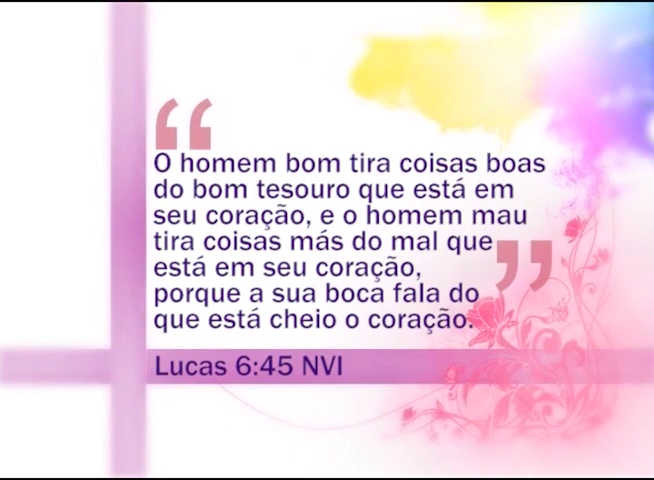 “
O homem bom tira coisas boas
do bom tesouro que está em
seu coração, e o homem mau
tira coisas más do mal que
está em seu coração, ”
porque a sua boca fala do
que está cheio o coração.
Lucas 6:45 NVI